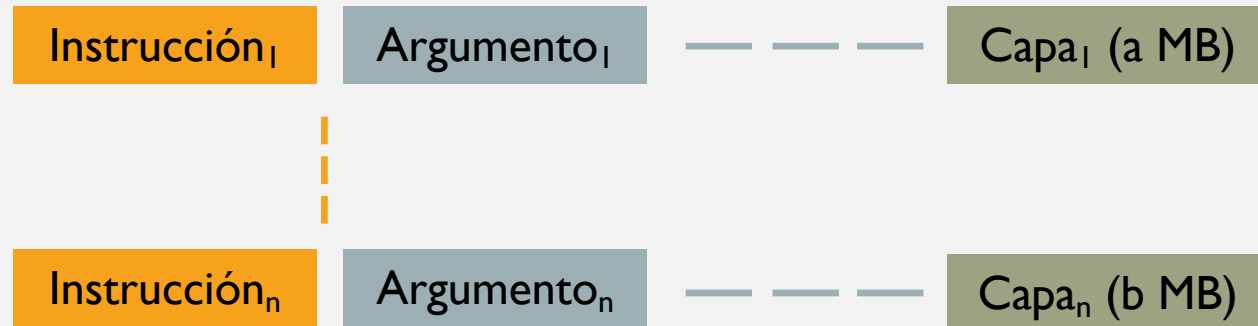 Instrucción₁ Argumento₁ Capa₁ (a MB)
Instrucciónₙ Argumentoₙ Capaₙ (b MB)